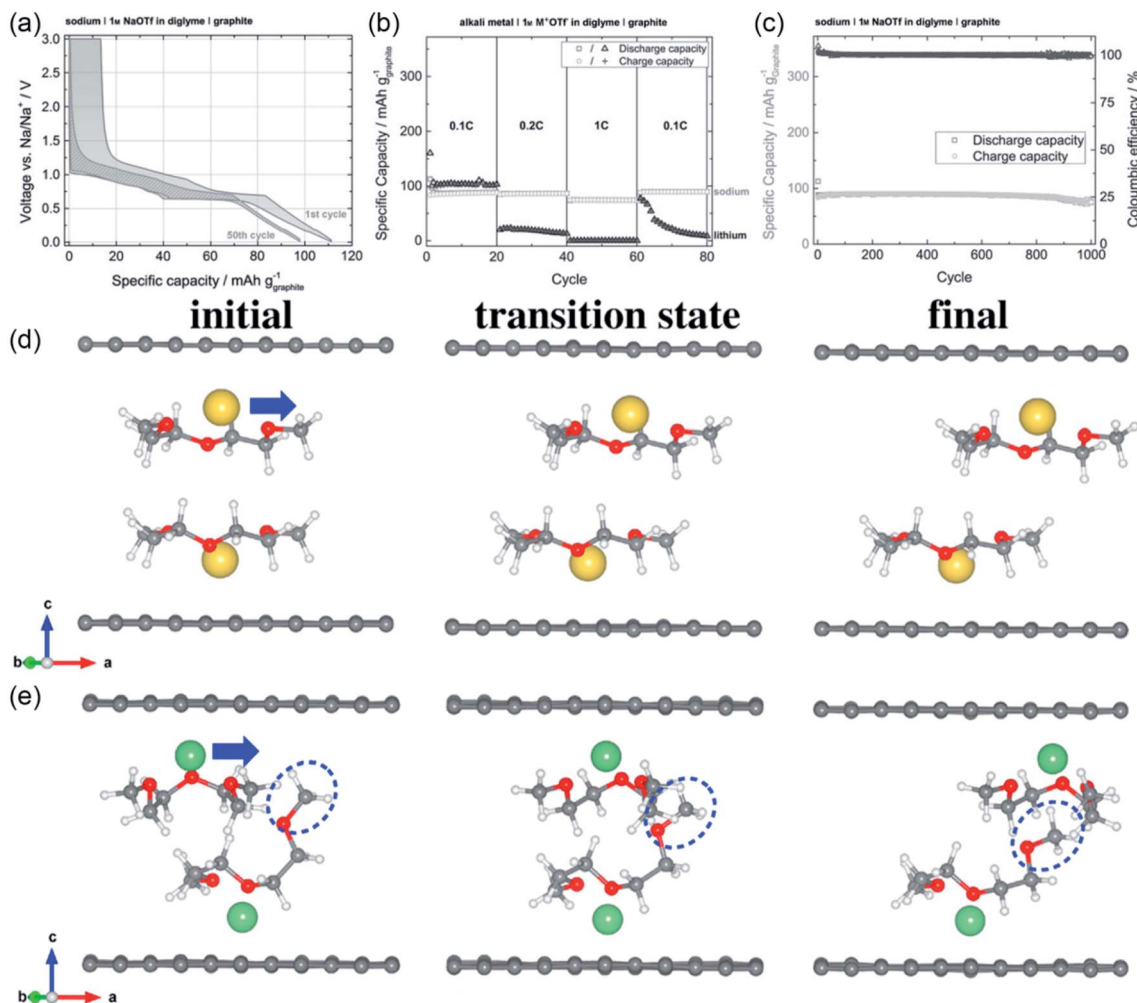 (a)
sodium | 1M NaOTf in diglyme | graphite
Voltage vs. Na/Na⁺ / V
3.0
2.5
2.0
1.5
1.0
0.5
0.0
1st cycle
50th cycle
0 20 40 60 80 100 120
Specific capacity / mAh g⁻¹graphite
(b)
alkali metal | 1M M⁺OTf⁻ in diglyme | graphite
Specific Capacity / mAh g⁻¹graphite
300
200
100
0
/ Discharge capacity
/ + Charge capacity
0.1C 0.2C 1C 0.1C
sodium
lithium
0 20 40 60 80
Cycle
(c)
sodium | 1M NaOTf in diglyme | graphite
Specific Capacity / mAh g⁻¹Graphite
300
200
100
0
Discharge capacity
Charge capacity
100
75
50
25
0
Couloumbic efficiency / %
0 200 400 600 800 1000
Cycle
initial transition state final
(d)
c
b a
(e)
c
b a